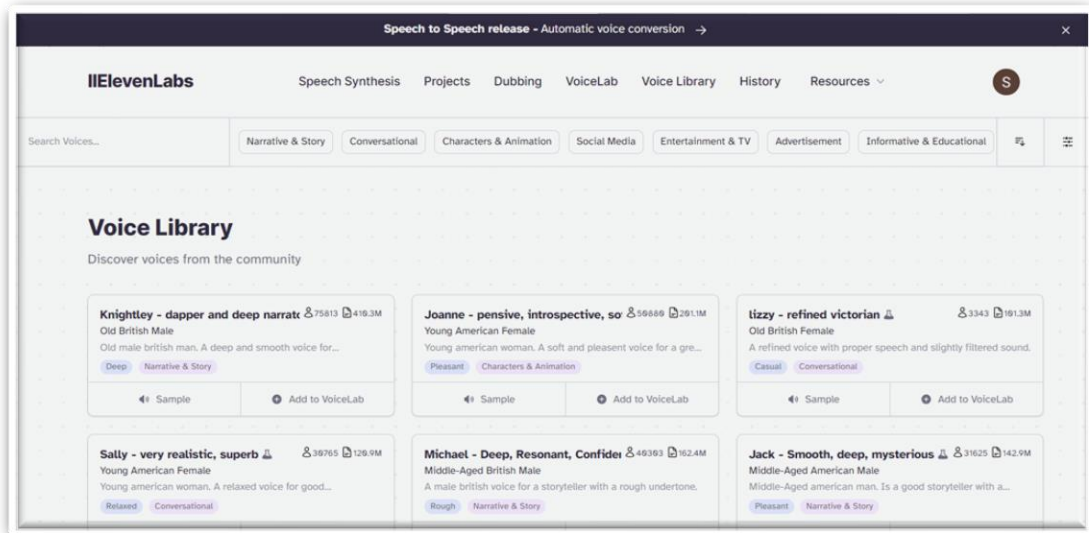 Speech to Speech release - Automatic voice conversion →
IIElevenLabs
Speech Synthesis Projects Dubbing VoiceLab Voice Library History Resources
S
Search Voices...
Narrative & Story Conversational Characters & Animation Social Media Entertainment & TV Advertisement Informative & Educational
Voice Library
Discover voices from the community
Knightley - dapper and deep narratc 75813 410.3M
Old British Male
Old male british man. A deep and smooth voice for...
Deep Narrative & Story
Sample Add to VoiceLab
Joanne - pensive, introspective, so 50880 201.1M
Young American Female
Young american woman. A soft and pleasent voice for a gre...
Pleasant Characters & Animation
Sample Add to VoiceLab
lizzy - refined victorian 3343 101.3M
Old British Female
A refined voice with proper speech and slightly filtered sound.
Casual Conversational
Sample Add to VoiceLab
Sally - very realistic, superb 30765 120.9M
Young American Female
Young american woman. A relaxed voice for good...
Relaxed Conversational
Michael - Deep, Resonant, Confider 40303 162.4M
Middle-Aged British Male
A male british voice for a storyteller with a rough undertone.
Rough Narrative & Story
Jack - Smooth, deep, mysterious 31625 142.9M
Middle-Aged American Male
Middle-Aged american man. Is a good storyteller with a...
Pleasant Narrative & Story